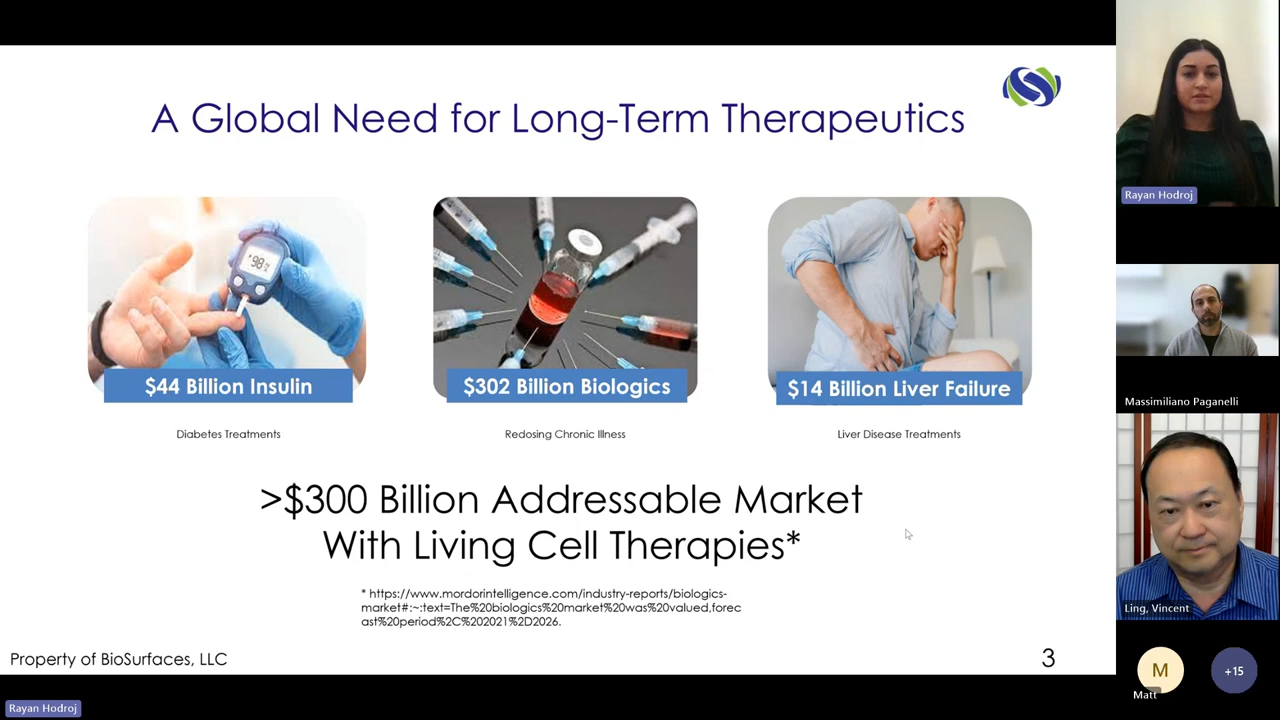 A Global Need for Long-Term Therapeutics
98
$44 Billion Insulin
$302 Billion Biologics
$14 Billion Liver Failure
Diabetes Treatments
Redosing Chronic Illness
Liver Disease Treatments
>$300 Billion Addressable Market
With Living Cell Therapies*
* https://www.mordorintelligence.com/industry-reports/biologics-
market#:~:text=The%20biologics%20market%20was%20valued,forec
ast%20period%2C%202021%2D2026.
Property of BioSurfaces, LLC
3
Rayan Hodroj
Rayan Hodroj
Massimiliano Paganelli
Ling, Vincent
M
Matt
+15